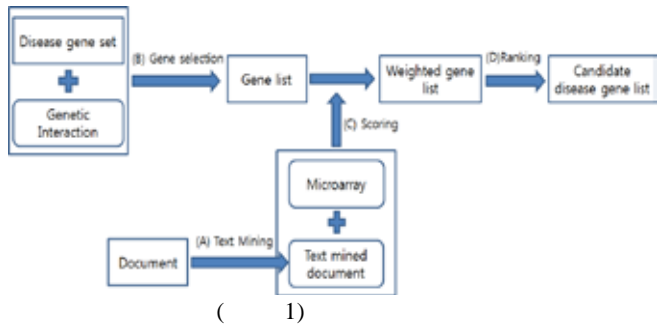 Disease gene set
Genetic
Interaction
(B) Gene selection
Gene list
Weighted gene
list
(D)Ranking
Candidate
disease gene list
(C) Scoring
Microarray
Text mined
document
(A) Text Mining
Document
( 1)